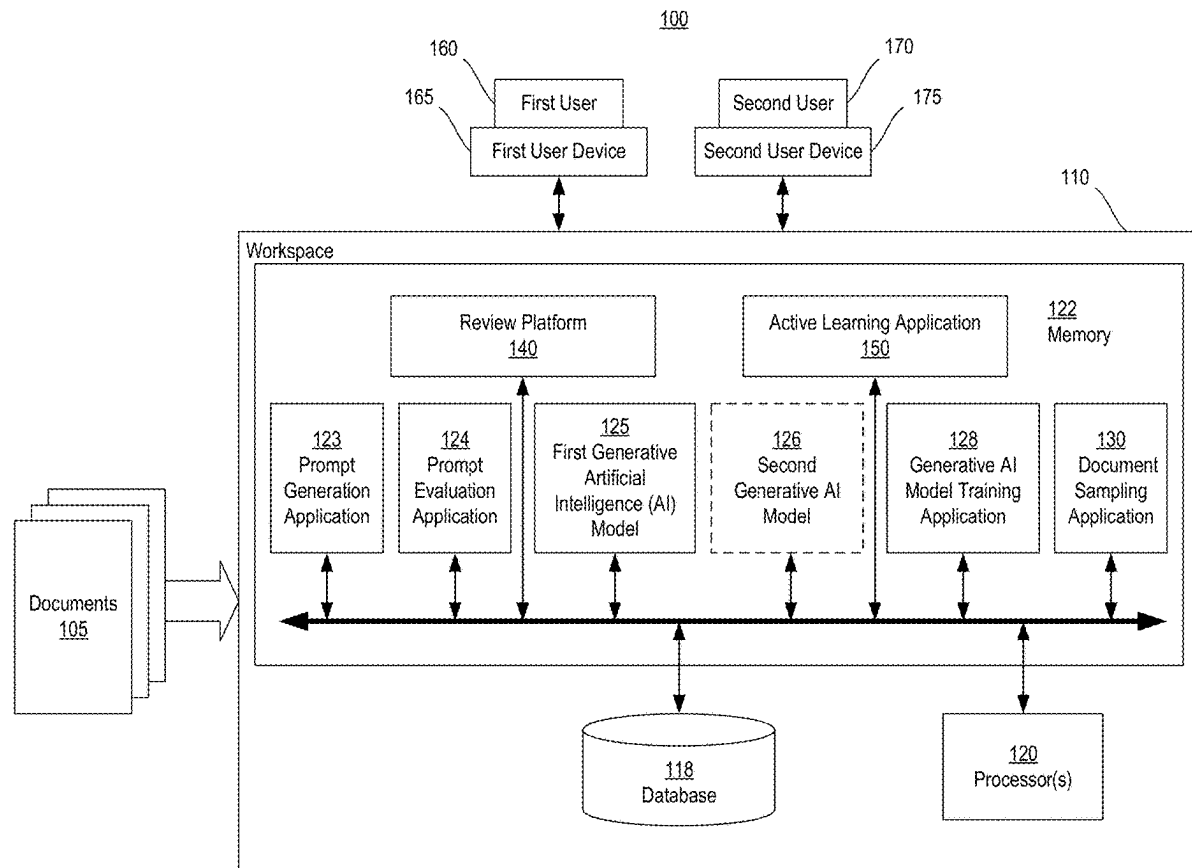 100
160
First User
165
First User Device
170
Second User
175
Second User Device
110
Workspace
Review Platform
140
Active Learning Application
150
122
Memory
123
Prompt
Generation
Application
124
Prompt
Evaluation
Application
125
First Generative
Artificial
Intelligence (AI)
Model
126
Second
Generative AI
Model
128
Generative AI
Model Training
Application
130
Document
Sampling
Application
Documents
105
118
Database
120
Processor(s)